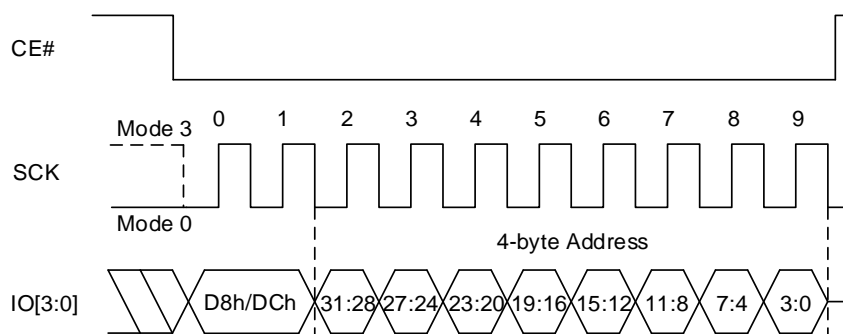 CE#
Mode 3 0 1 2 3 4 5 6 7 8 9
SCK
Mode 0
4-byte Address
IO[3:0] D8h/DCh 31:28 27:24 23:20 19:16 15:12 11:8 7:4 3:0